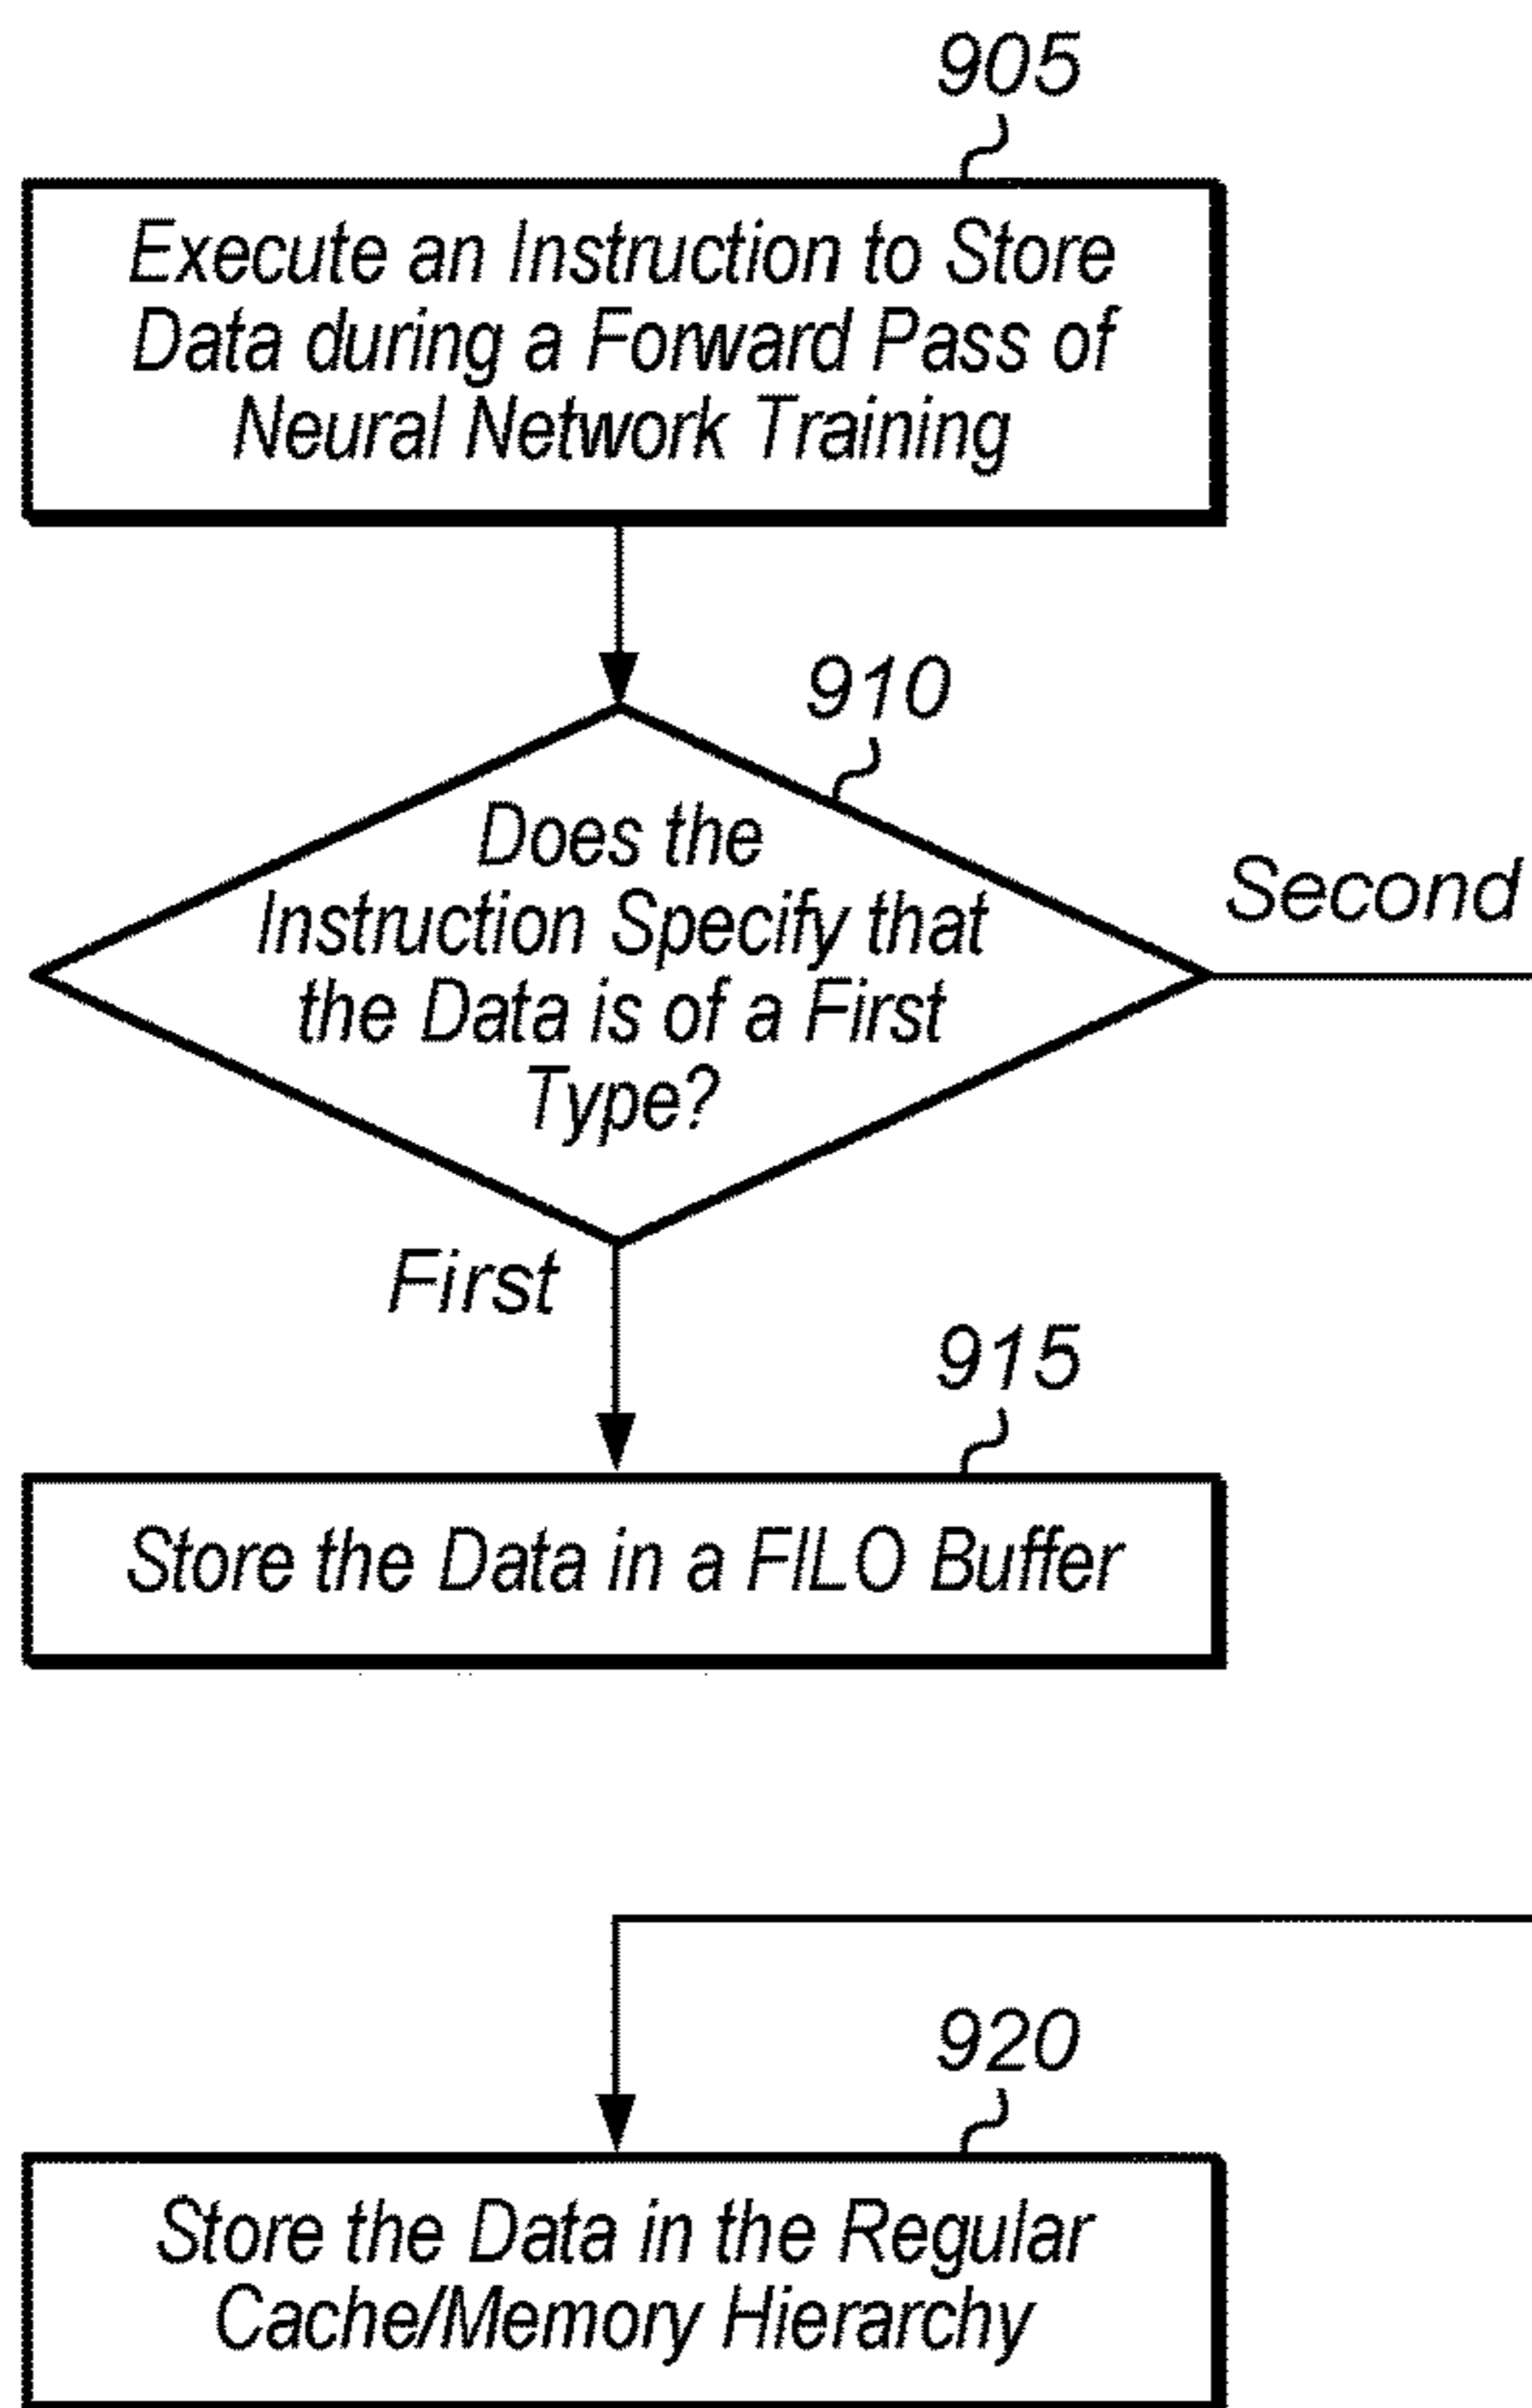 905
Execute an Instruction to Store
Data during a Forward Pass of
Neural Network Training
910
Does the
Instruction Specify that
the Data is of a First
Type?
Second
First
915
Store the Data in a FILO Buffer
920
Store the Data in the Regular
Cache/Memory Hierarchy